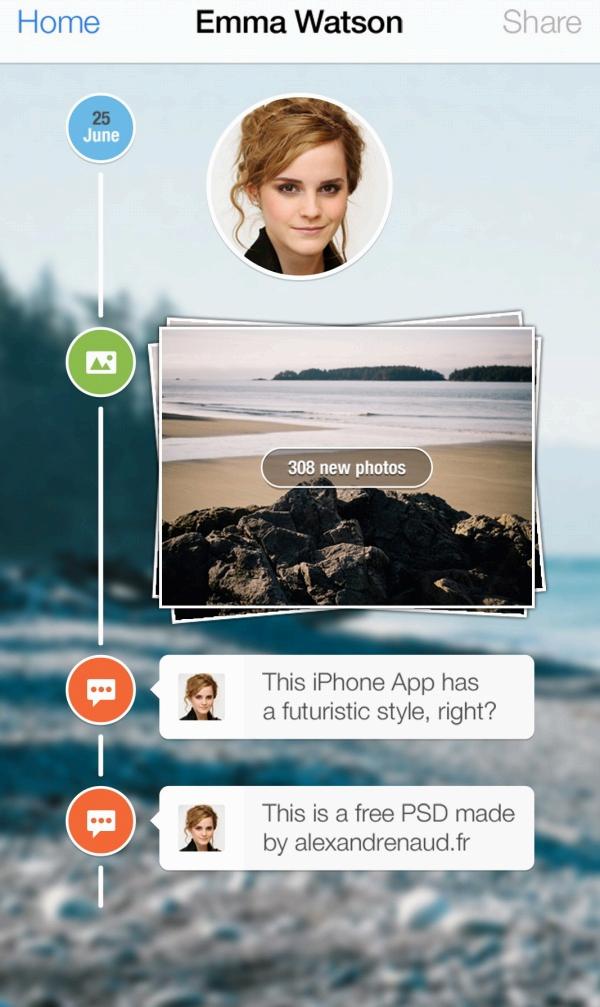 Home Emma Watson Share
25
June
308 new photos
This iPhone App has
a futuristic style, right?
This is a free PSD made
by alexandrenaud.fr